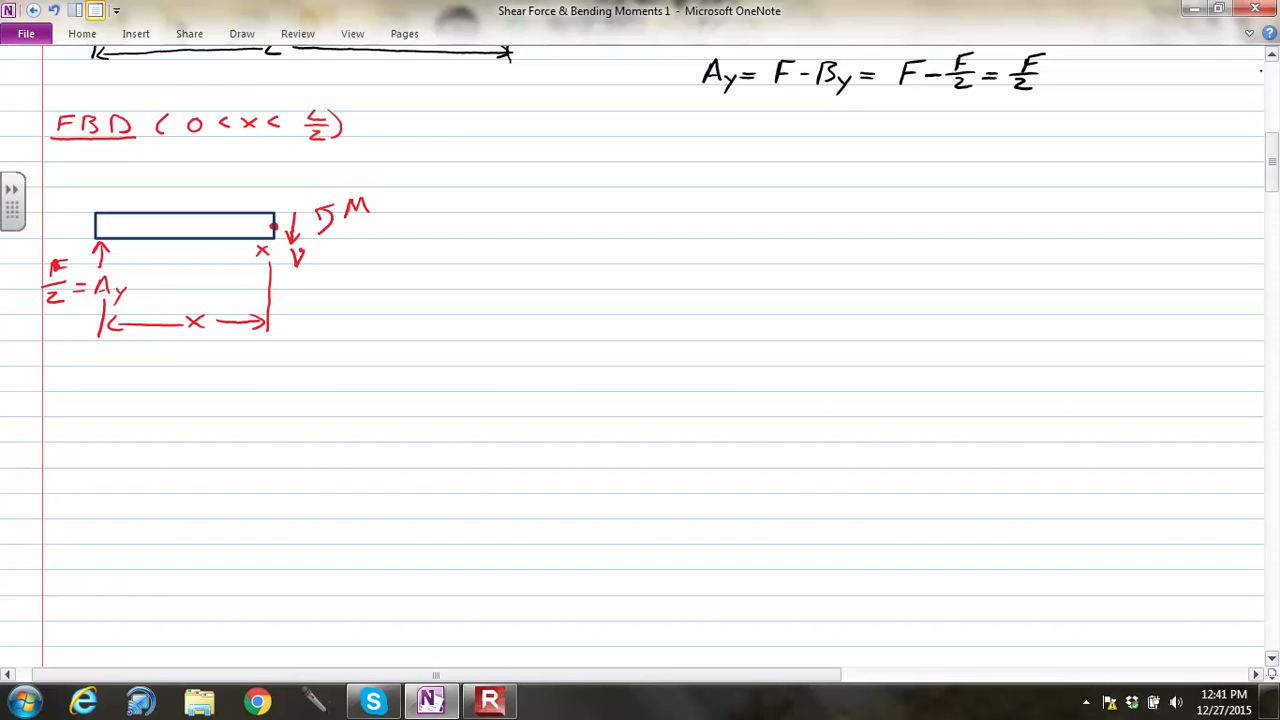 Shear Force & Bending Moments 1 - Microsoft OneNote
File Home Insert Share Draw Review View Pages
L
Ay = F - By = F - F/2 = F/2
FBD ( 0 < x < L/2 )
M
x V
F/2 = Ay
x
12:41 PM
12/27/2015